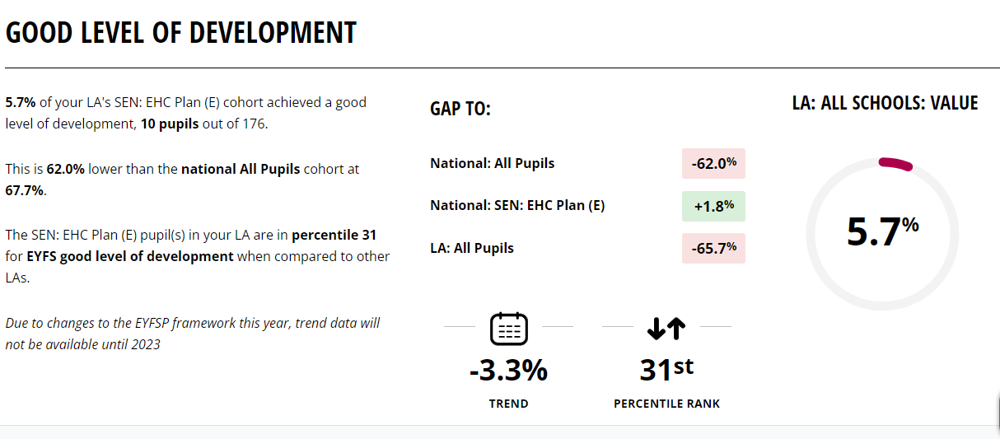 GOOD LEVEL OF DEVELOPMENT
5.7% of your LA's SEN: EHC Plan (E) cohort achieved a good
level of development, 10 pupils out of 176.
This is 62.0% lower than the national All Pupils cohort at
67.7%.
The SEN: EHC Plan (E) pupil(s) in your LA are in percentile 31
for EYFS good level of development when compared to other
LAs.
Due to changes to the EYFSP framework this year, trend data will
not be available until 2023
GAP TO:
National: All Pupils -62.0%
National: SEN: EHC Plan (E) +1.8%
LA: All Pupils -65.7%
-3.3%
TREND
31st
PERCENTILE RANK
LA: ALL SCHOOLS: VALUE
5.7%